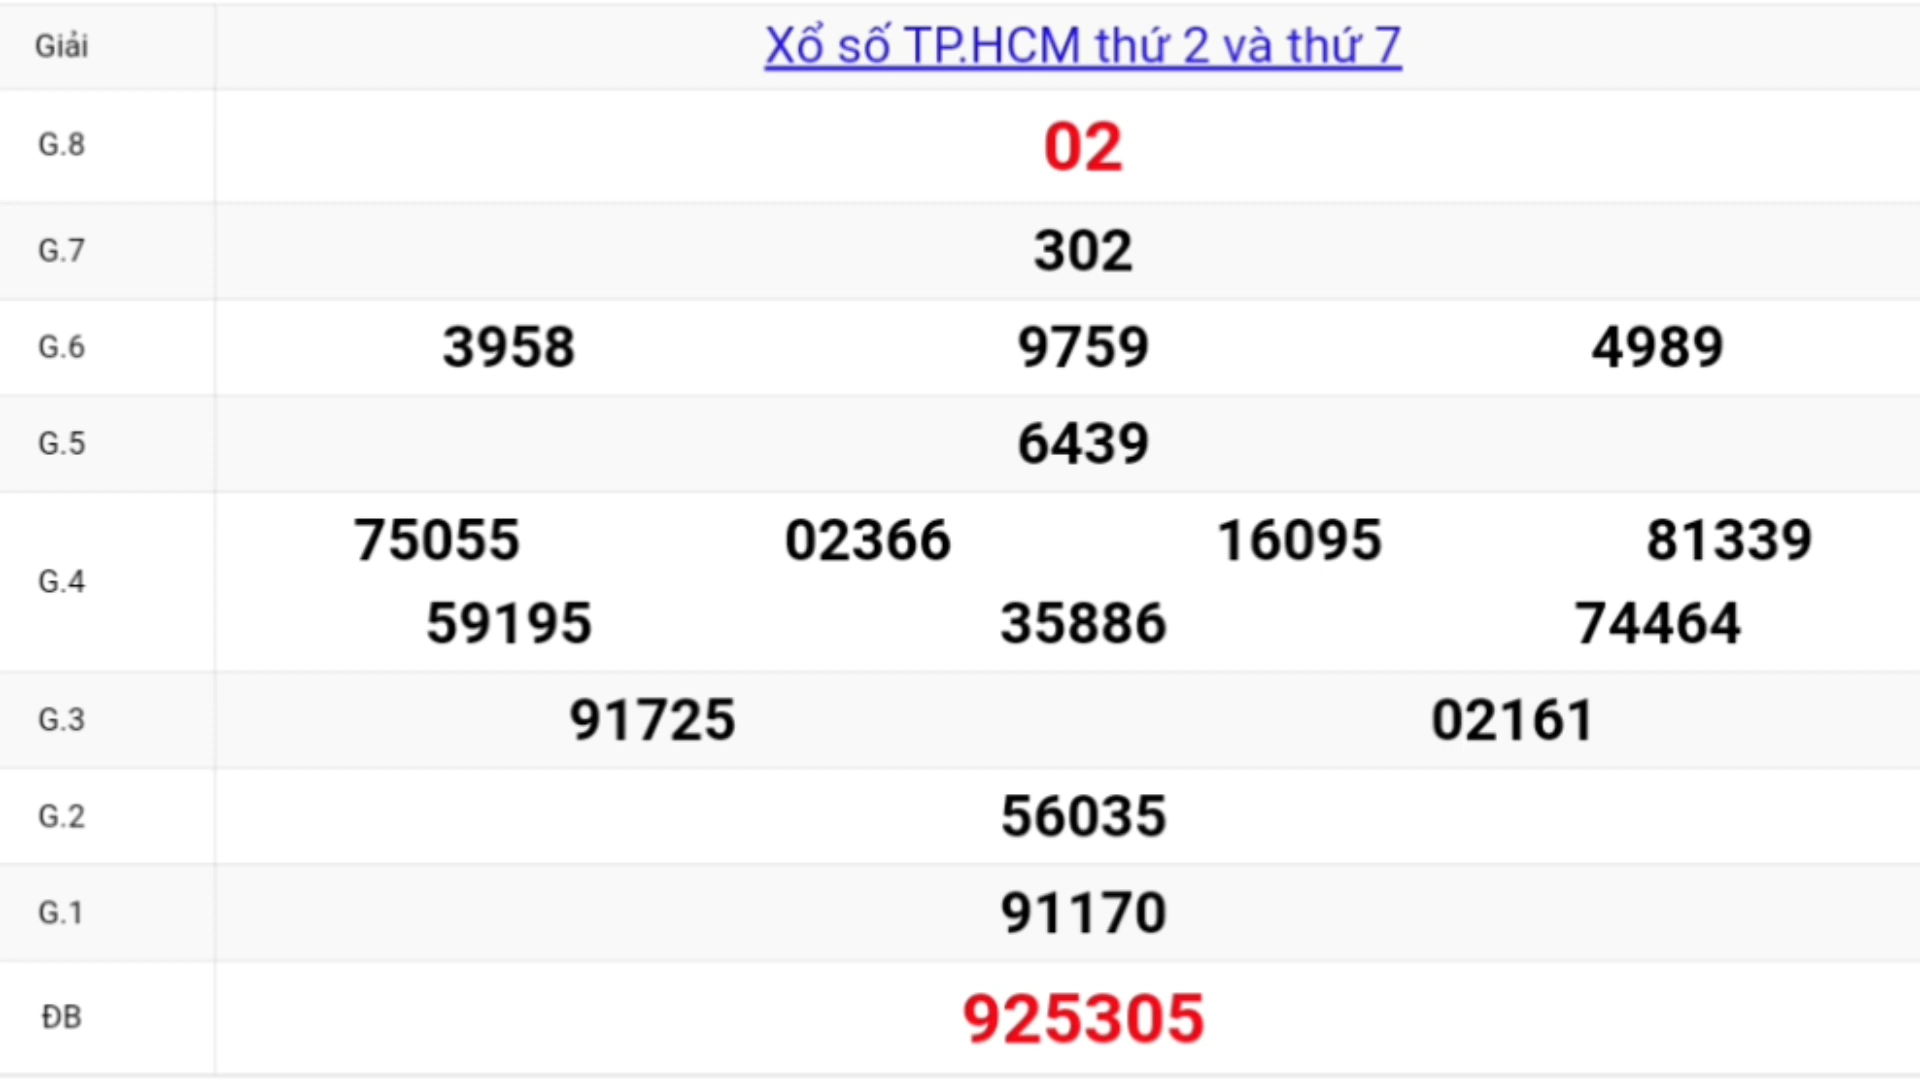 Giải Xổ số TP.HCM thứ 2 và thứ 7
G.8 02
G.7 302
G.6 3958 9759 4989
G.5 6439
G.4
75055 02366 16095 81339
59195 35886 74464
G.3 91725 02161
G.2 56035
G.1 91170
ĐB 925305